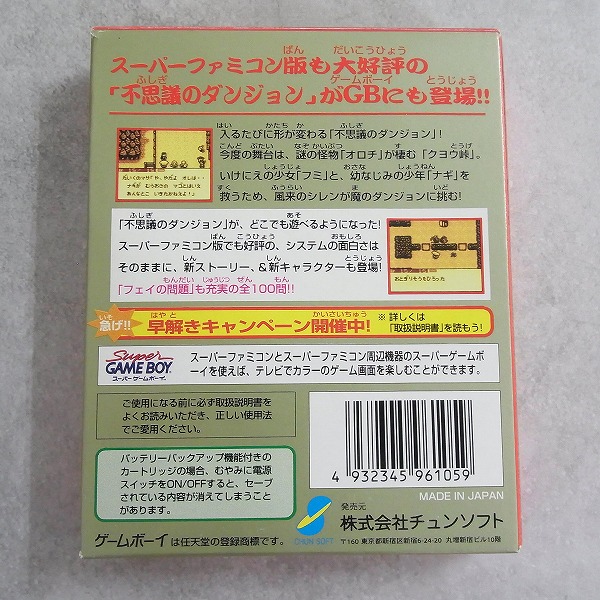 スーパーファミコン版も大好評の
「不思議のダンジョン」がGBにも登場!!
入るたびに形が変わる「不思議のダンジョン」!
今度の舞台は、謎の怪物「オロチ」が棲む「クヨウ峠」。
いけにえの少女「フミ」と、幼なじみの少年「ナギ」を
救うため、風来のシレンが魔のダンジョンに挑む!
「不思議のダンジョン」が、どこでも遊べるようになった!
スーパーファミコン版でも好評の、システムの面白さは
そのままに、新ストーリー、&新キャラクターも登場!
「フェイの問題」も充実の全100問!!
急げ!! 早解きキャンペーン開催中!
※詳しくは
「取扱説明書」を読もう!
Super
GAME BOY
スーパーゲームボーイ
スーパーファミコンとスーパーファミコン周辺機器のスーパーゲームボ
ーイを使えば、テレビでカラーのゲーム画面を楽しむことができます。
ご使用になる前に必ず取扱説明書を
よくお読みいただき、正しい使用法
でご愛用ください。
バッテリーバックアップ機能付きの
カートリッジの場合、むやみに電源
スイッチをON/OFFすると、セーブ
されている内容が消えてしまうことが
あります。
4 932345 961059
MADE IN JAPAN
CHUN SOFT
発売元
株式会社チュンソフト
〒160 東京都新宿区西新宿6-24-20 九増新宿ビル10階
ゲームボーイは任天堂の登録商標です。